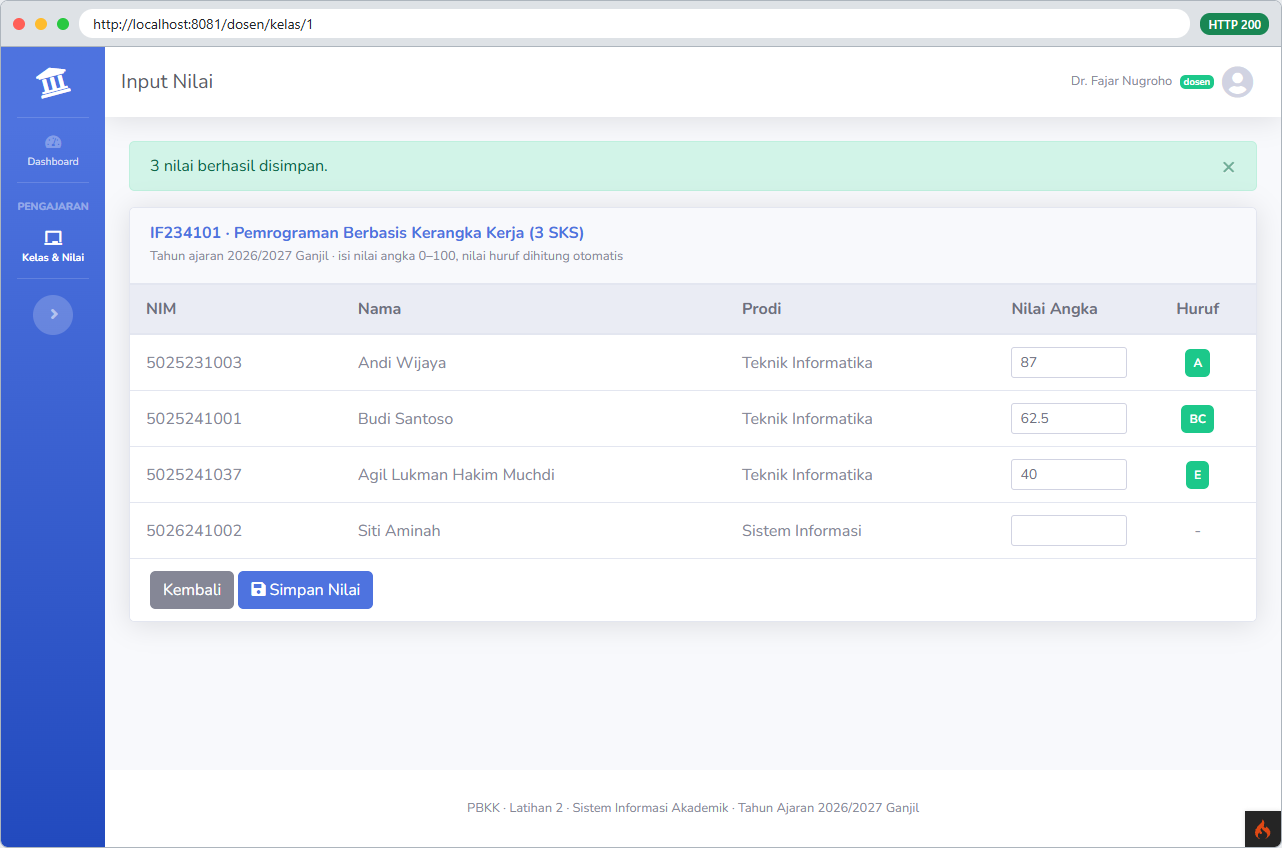 http://localhost:8081/dosen/kelas/1
HTTP 200
Input Nilai
Dr. Fajar Nugroho dosen
Dashboard
PENGAJARAN
Kelas & Nilai
3 nilai berhasil disimpan.
×
IF234101 · Pemrograman Berbasis Kerangka Kerja (3 SKS)
Tahun ajaran 2026/2027 Ganjil · isi nilai angka 0–100, nilai huruf dihitung otomatis
NIM Nama Prodi Nilai Angka Huruf
5025231003 Andi Wijaya Teknik Informatika 87 A
5025241001 Budi Santoso Teknik Informatika 62.5 BC
5025241037 Agil Lukman Hakim Muchdi Teknik Informatika 40 E
5026241002 Siti Aminah Sistem Informasi -
Kembali Simpan Nilai
PBKK · Latihan 2 · Sistem Informasi Akademik · Tahun Ajaran 2026/2027 Ganjil